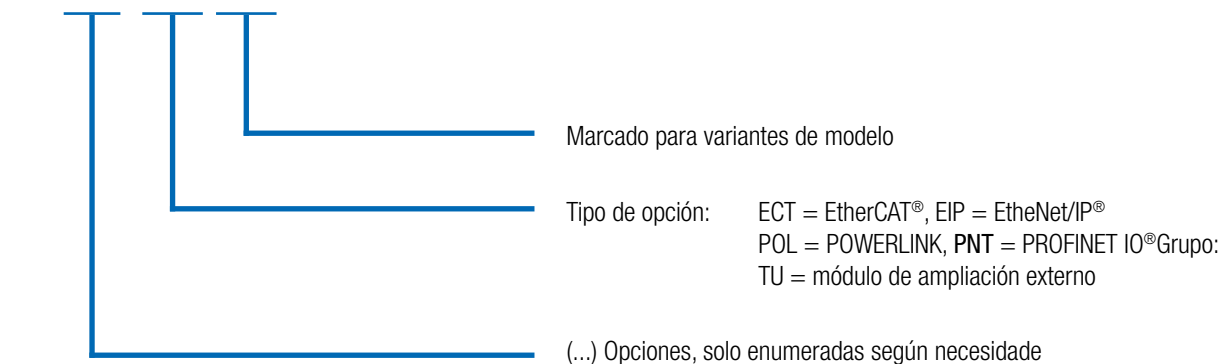 Marcado para variantes de modelo
Tipo de opción: ECT = EtherCAT®, EIP = EtheNet/IP®
POL = POWERLINK, PNT = PROFINET IO®Grupo:
TU = módulo de ampliación externo
(...) Opciones, solo enumeradas según necesidade